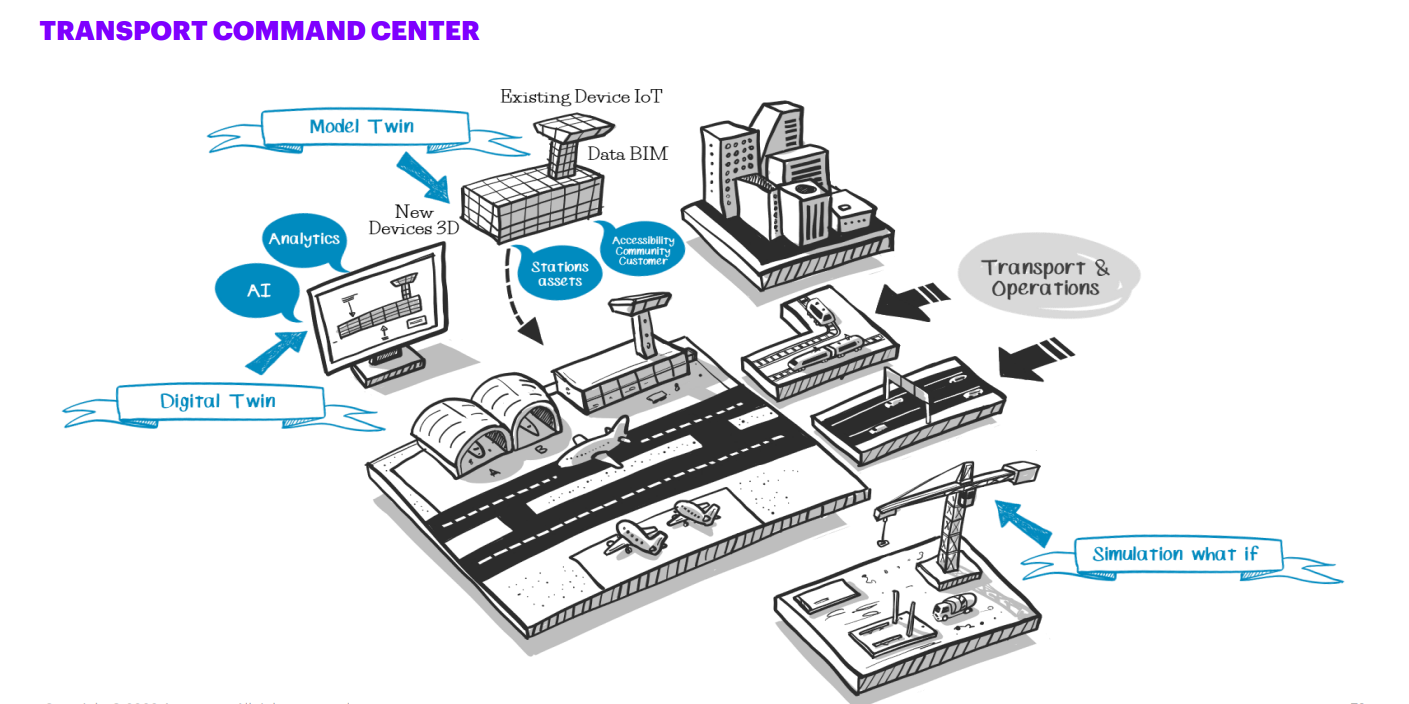 TRANSPORT COMMAND CENTER
Existing Device IoT
Model Twin
Data BIM
New
Devices 3D
Analytics
Accessibility
Community
Customer
Stations
assets
AI
Transport &
Operations
Digital Twin
A
B
Simulation what if